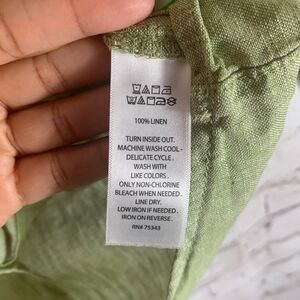 100% LINEN
TURN INSIDE OUT.
MACHINE WASH COOL -
DELICATE CYCLE .
WASH WITH
LIKE COLORS .
ONLY NON-CHLORINE
BLEACH WHEN NEEDED .
LINE DRY.
LOW IRON IF NEEDED .
IRON ON REVERSE .
RN# 75343